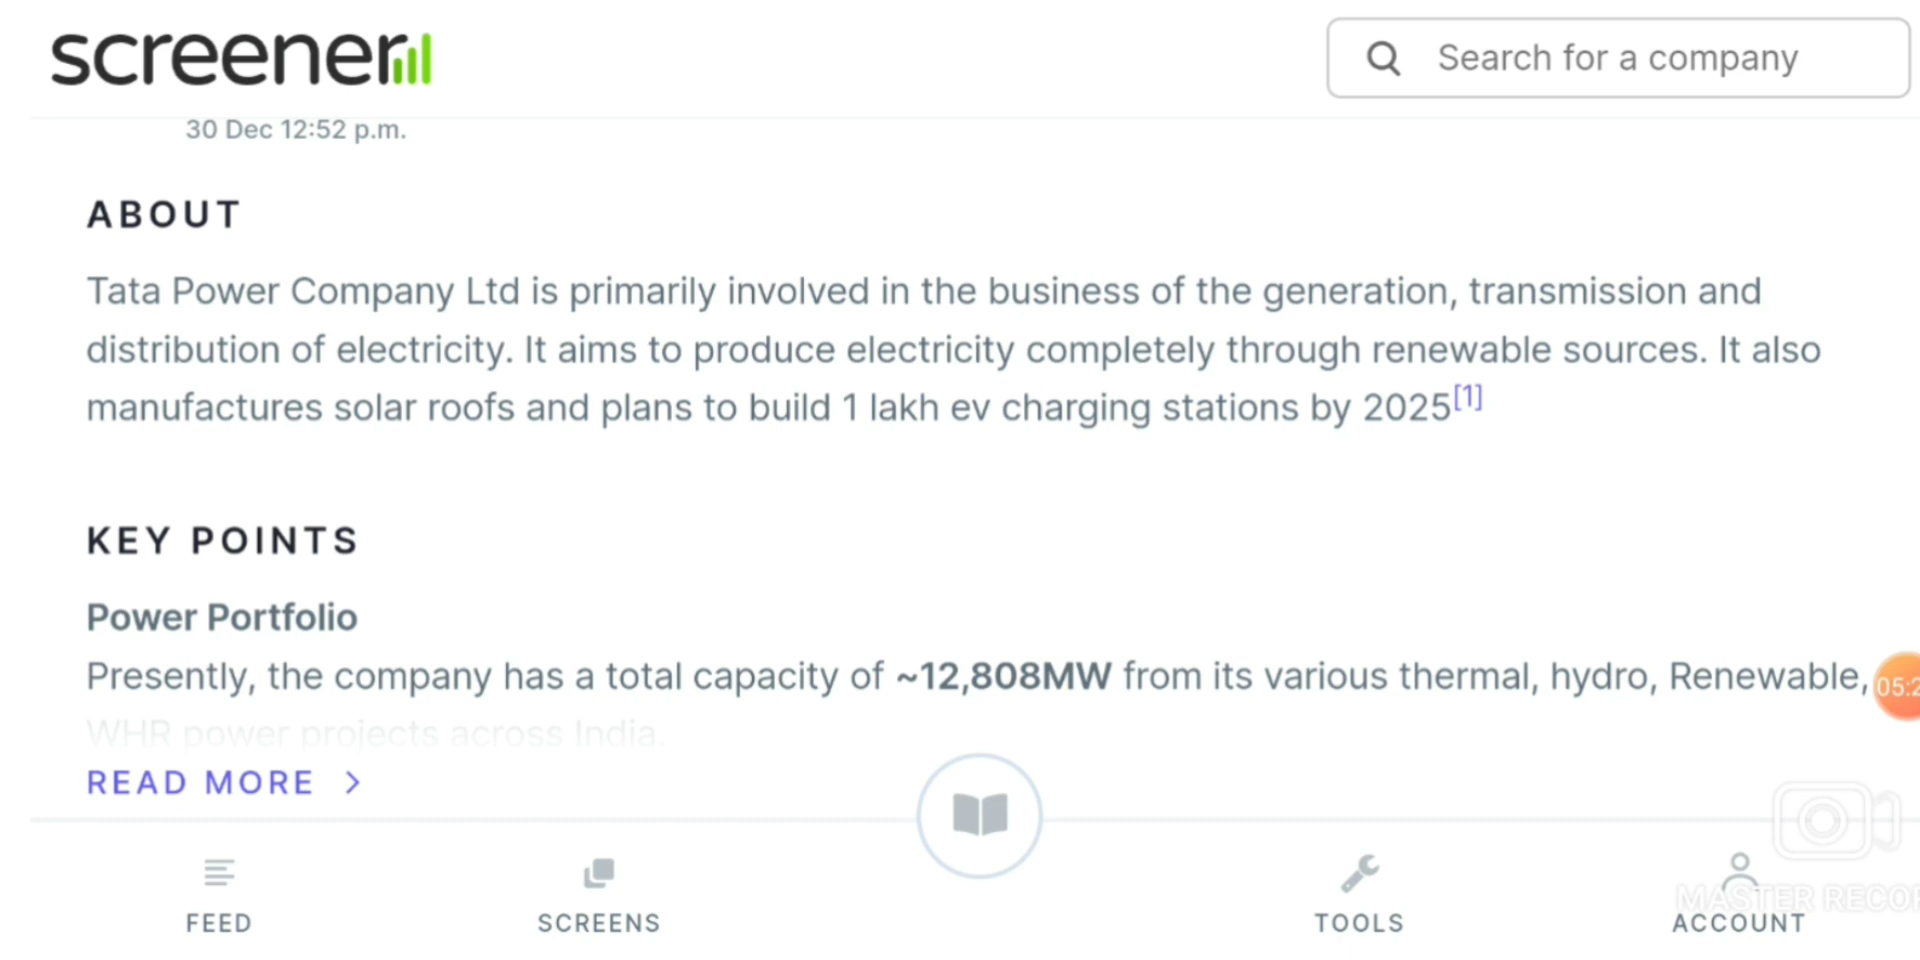 screener
Search for a company
30 Dec 12:52 p.m.
ABOUT
Tata Power Company Ltd is primarily involved in the business of the generation, transmission and
distribution of electricity. It aims to produce electricity completely through renewable sources. It also
manufactures solar roofs and plans to build 1 lakh ev charging stations by 2025[1]
KEY POINTS
Power Portfolio
Presently, the company has a total capacity of ~12,808MW from its various thermal, hydro, Renewable,
05:2
WHR power projects across India.
READ MORE >
FEED
SCREENS
TOOLS
ACCOUNT
MASTER RECOR